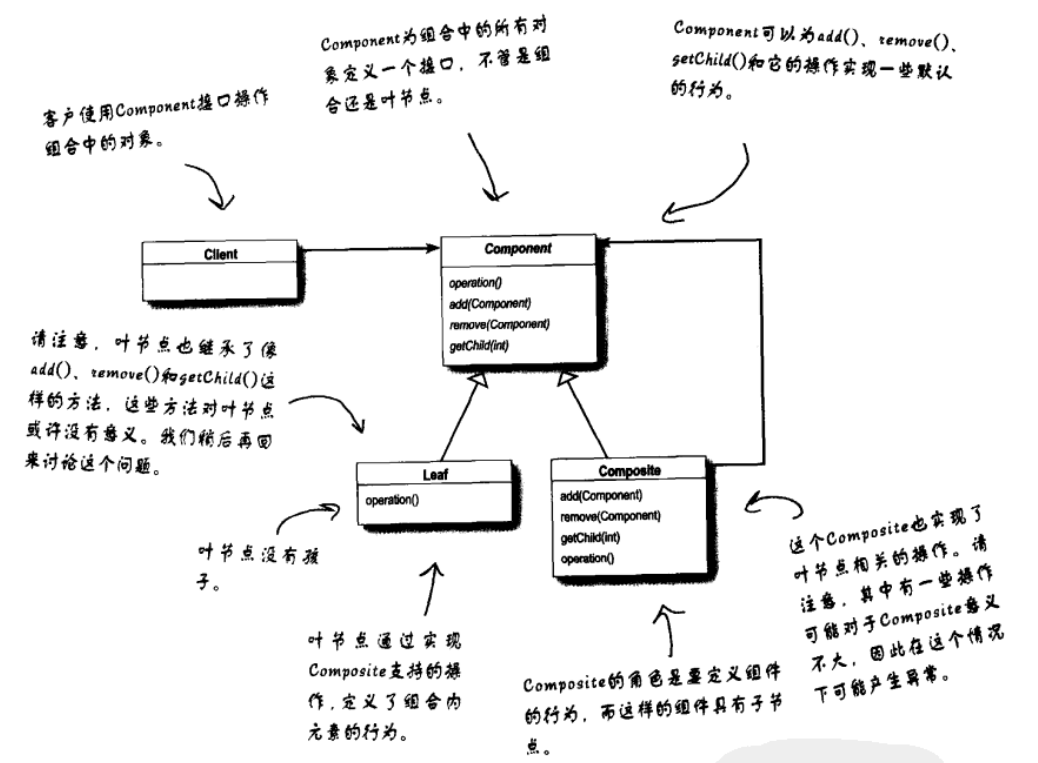 Component为组合中的所有对
象定义一个接口，不管是组
合还是叶节点。
Component可以为add()、remove()、
getChild()和它的操作实现一些默认
的行为。
客户使用Component接口操作
组合中的对象。
Client
Component
operation()
add(Component)
remove(Component)
getChild(int)
请注意，叶节点也继承了像
add()、remove()和getChild()这
样的方法，这些方法对叶节点
或许没有意义。我们稍后再回
来讨论这个问题。
Leaf
operation()
Composite
add(Component)
remove(Component)
getChild(int)
operation()
叶节点没有孩
子。
这个Composite也实现了
叶节点相关的操作。请
注意，其中有一些操作
可能对于Composite意义
不大，因此在这个情况
下可能产生异常。
叶节点通过实现
Composite支持的操
作，定义了组合内
元素的行为。
Composite的角色是要定义组件
的行为，而这样的组件具有子节
点。